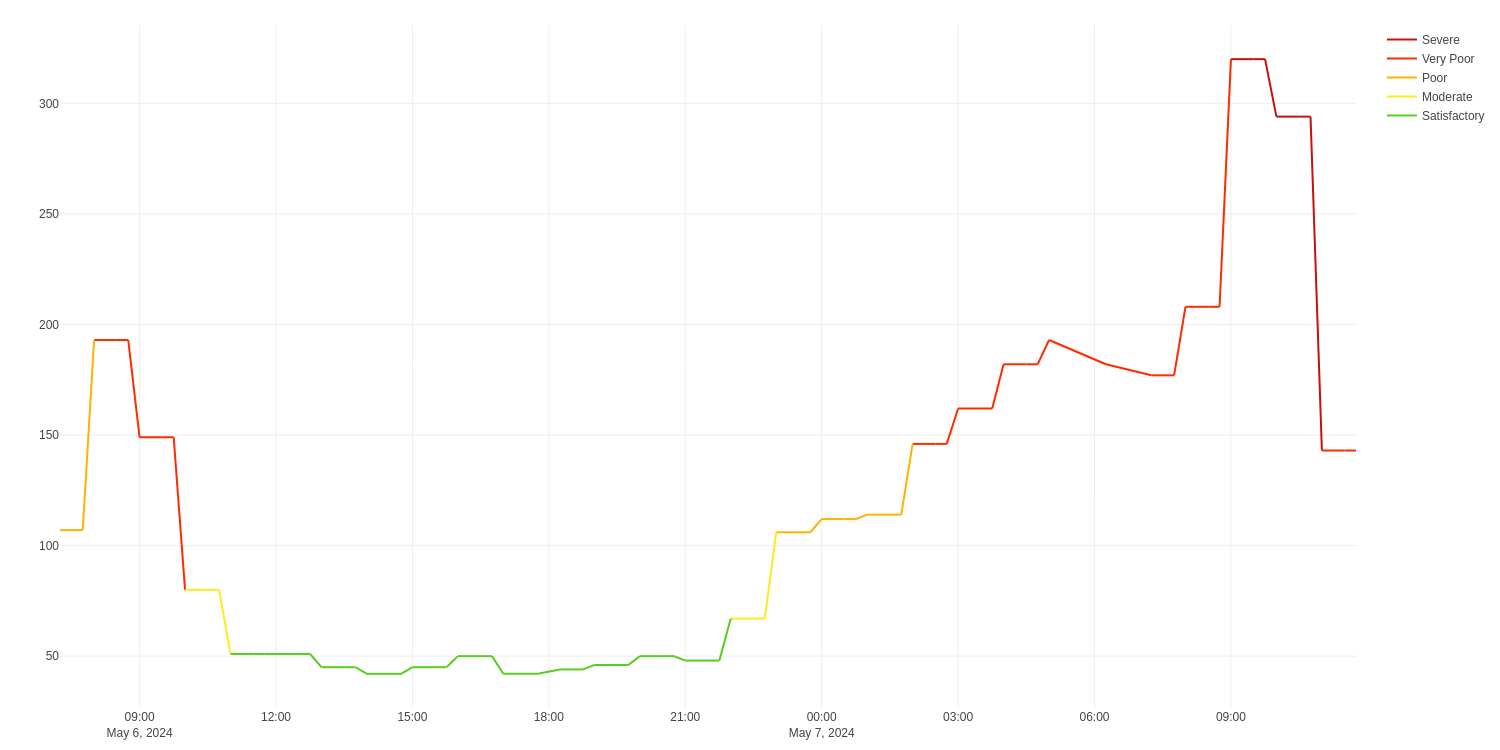 Severe
Very Poor
Poor
Moderate
Satisfactory
300
250
200
150
100
50
09:00 12:00 15:00 18:00 21:00 00:00 03:00 06:00 09:00
May 6, 2024 May 7, 2024